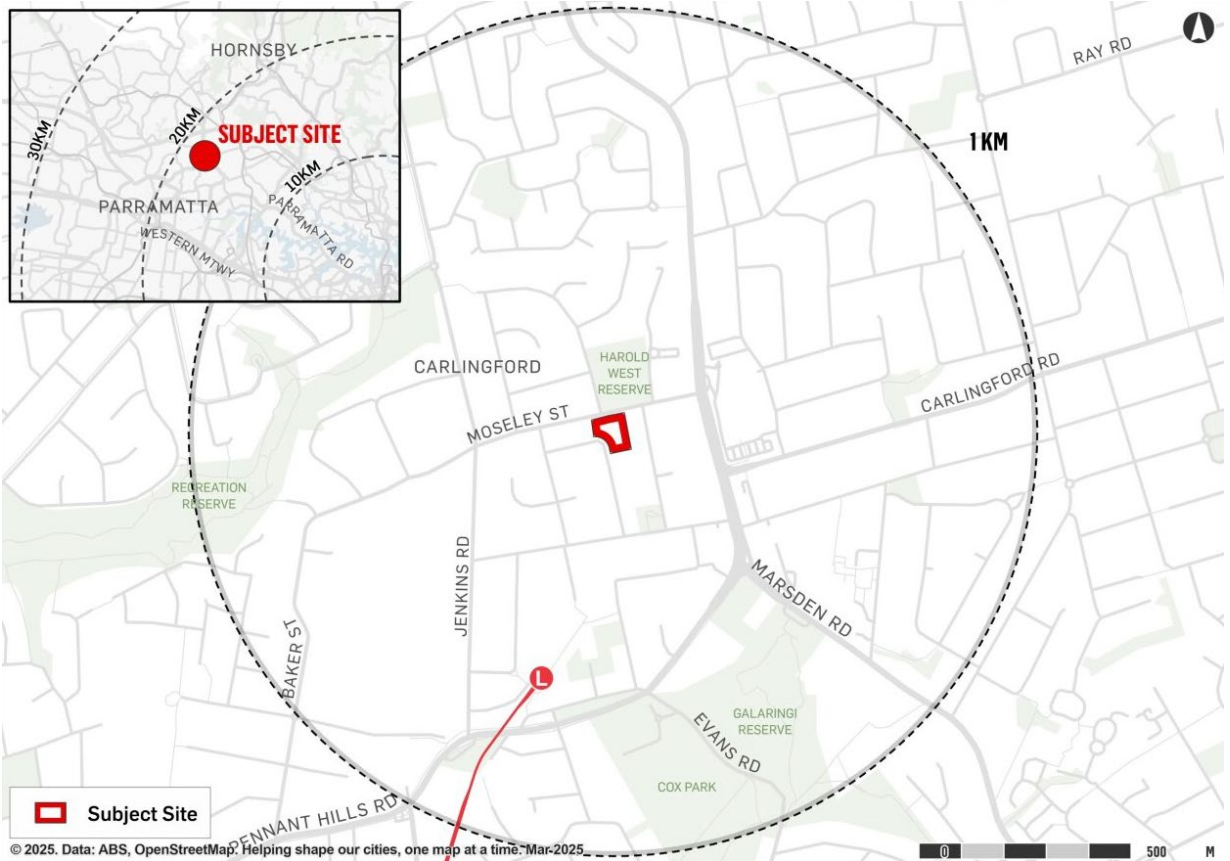 HORNSBY
30KM
20KM
SUBJECT SITE
10KM
PARRAMATTA
PARRAMATTA RD
WESTERN MTWY
RAY RD
1 KM
CARLINGFORD
HAROLD
WEST
RESERVE
CARLINGFORD RD
MOSELEY ST
RECREATION
RESERVE
JENKINS RD
MARSDEN RD
BAKER ST
L
EVANS RD
GALARINGI
RESERVE
COX PARK
PENNANT HILLS RD
Subject Site
© 2025. Data: ABS, OpenStreetMap. Helping shape our cities, one map at a time. Mar-2025
0 500 M